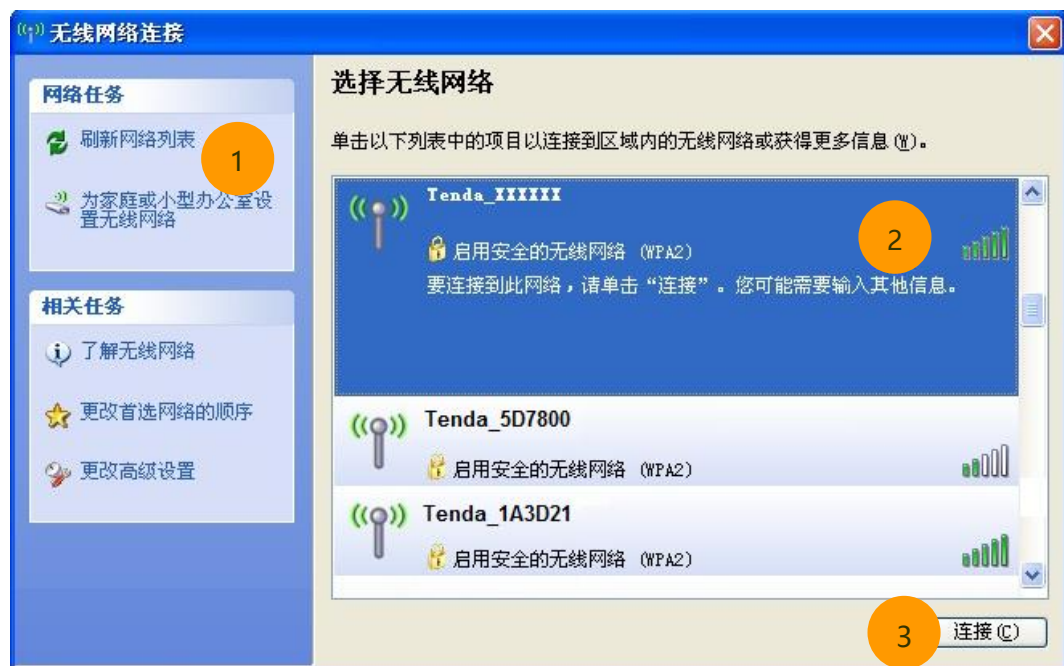 无线网络连接
网络任务
刷新网络列表
1
为家庭或小型办公室设
置无线网络
相关任务
了解无线网络
更改首选网络的顺序
更改高级设置
选择无线网络
单击以下列表中的项目以连接到区域内的无线网络或获得更多信息(W)。
Tenda_XXXXXX
启用安全的无线网络 (WPA2)
2
要连接到此网络，请单击“连接”。您可能需要输入其他信息。
Tenda_5D7800
启用安全的无线网络 (WPA2)
Tenda_1A3D21
启用安全的无线网络 (WPA2)
3
连接(C)